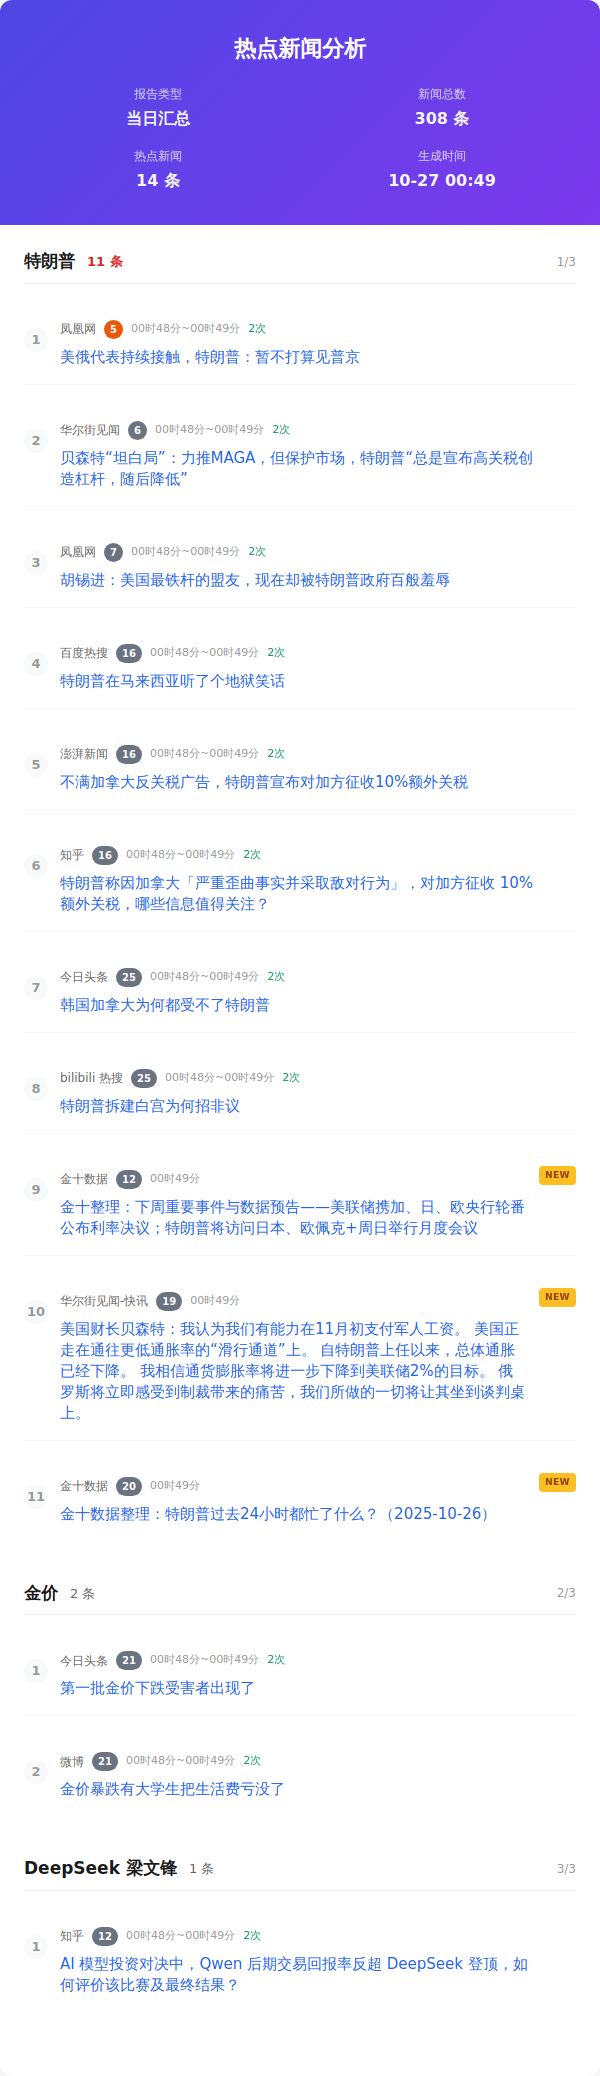 热点新闻分析
报告类型
新闻总数
当日汇总
308 条
热点新闻
生成时间
14 条
10-27 00:49
特朗普 11 条 1/3
1 凤凰网 5 00时48分~00时49分 2次
美俄代表持续接触，特朗普：暂不打算见普京
2 华尔街见闻 6 00时48分~00时49分 2次
贝森特“坦白局”：力推MAGA，但保护市场，特朗普“总是宣布高关税创
造杠杆，随后降低”
3 凤凰网 7 00时48分~00时49分 2次
胡锡进：美国最铁杆的盟友，现在却被特朗普政府百般羞辱
4 百度热搜 16 00时48分~00时49分 2次
特朗普在马来西亚听了个地狱笑话
5 澎湃新闻 16 00时48分~00时49分 2次
不满加拿大反关税广告，特朗普宣布对加方征收10%额外关税
6 知乎 16 00时48分~00时49分 2次
特朗普称因加拿大「严重歪曲事实并采取敌对行为」，对加方征收 10%
额外关税，哪些信息值得关注？
7 今日头条 25 00时48分~00时49分 2次
韩国加拿大为何都受不了特朗普
8 bilibili 热搜 25 00时48分~00时49分 2次
特朗普拆建白宫为何招非议
9 金十数据 12 00时49分 NEW
金十整理：下周重要事件与数据预告——美联储携加、日、欧央行轮番
公布利率决议；特朗普将访问日本、欧佩克+周日举行月度会议
10 华尔街见闻-快讯 19 00时49分 NEW
美国财长贝森特：我认为我们有能力在11月初支付军人工资。 美国正
走在通往更低通胀率的“滑行通道”上。 自特朗普上任以来，总体通胀
已经下降。 我相信通货膨胀率将进一步下降到美联储2%的目标。 俄
罗斯将立即感受到制裁带来的痛苦，我们所做的一切将让其坐到谈判桌
上。
11 金十数据 20 00时49分 NEW
金十数据整理：特朗普过去24小时都忙了什么？（2025-10-26）
金价 2 条 2/3
1 今日头条 21 00时48分~00时49分 2次
第一批金价下跌受害者出现了
2 微博 21 00时48分~00时49分 2次
金价暴跌有大学生把生活费亏没了
DeepSeek 梁文锋 1 条 3/3
1 知乎 12 00时48分~00时49分 2次
AI 模型投资对决中，Qwen 后期交易回报率反超 DeepSeek 登顶，如
何评价该比赛及最终结果？